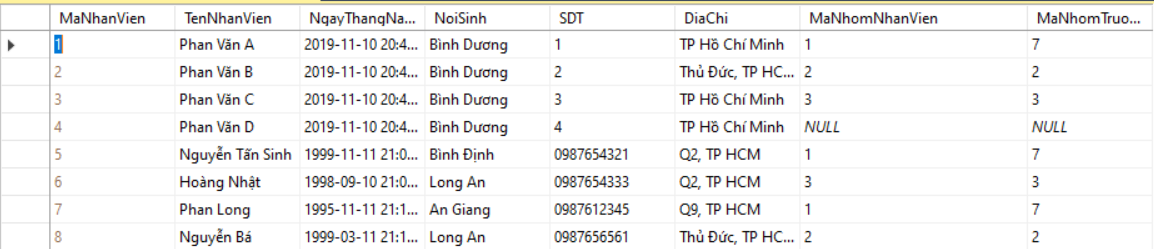 MaNhanVien TenNhanVien NgayThangNa... NoiSinh SDT DiaChi MaNhomNhanVien MaNhomTruo...
1 Phan Văn A 2019-11-10 20:4... Bình Dương 1 TP Hồ Chí Minh 1 7
2 Phan Văn B 2019-11-10 20:4... Bình Dương 2 Thủ Đức, TP HC... 2 2
3 Phan Văn C 2019-11-10 20:4... Bình Dương 3 TP Hồ Chí Minh 3 3
4 Phan Văn D 2019-11-10 20:4... Bình Dương 4 TP Hồ Chí Minh NULL NULL
5 Nguyễn Tấn Sinh 1999-11-11 21:0... Bình Định 0987654321 Q2, TP HCM 1 7
6 Hoàng Nhật 1998-09-10 21:0... Long An 0987654333 Q2, TP HCM 3 3
7 Phan Long 1995-11-11 21:1... An Giang 0987612345 Q9, TP HCM 1 7
8 Nguyễn Bá 1999-03-11 21:1... Long An 0987656561 Thủ Đức, TP HC... 2 2